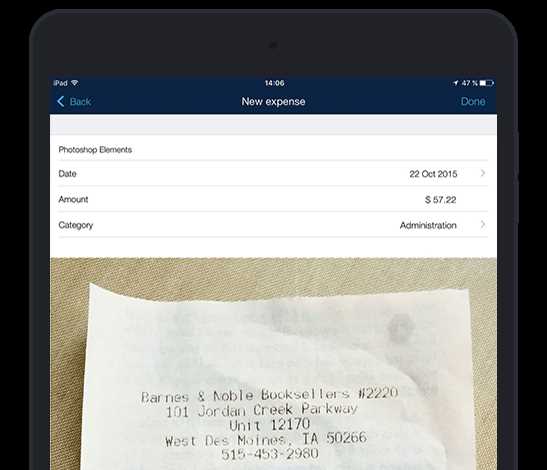 iPad 14:06 47 %
Back New expense Done
Photoshop Elements
Date 22 Oct 2015
Amount $ 57.22
Category Administration
Barnes & Noble Booksellers #2220
101 Jordan Creek Parkway
Unit 12170
West Des Moines, IA 50266
515-453-2980